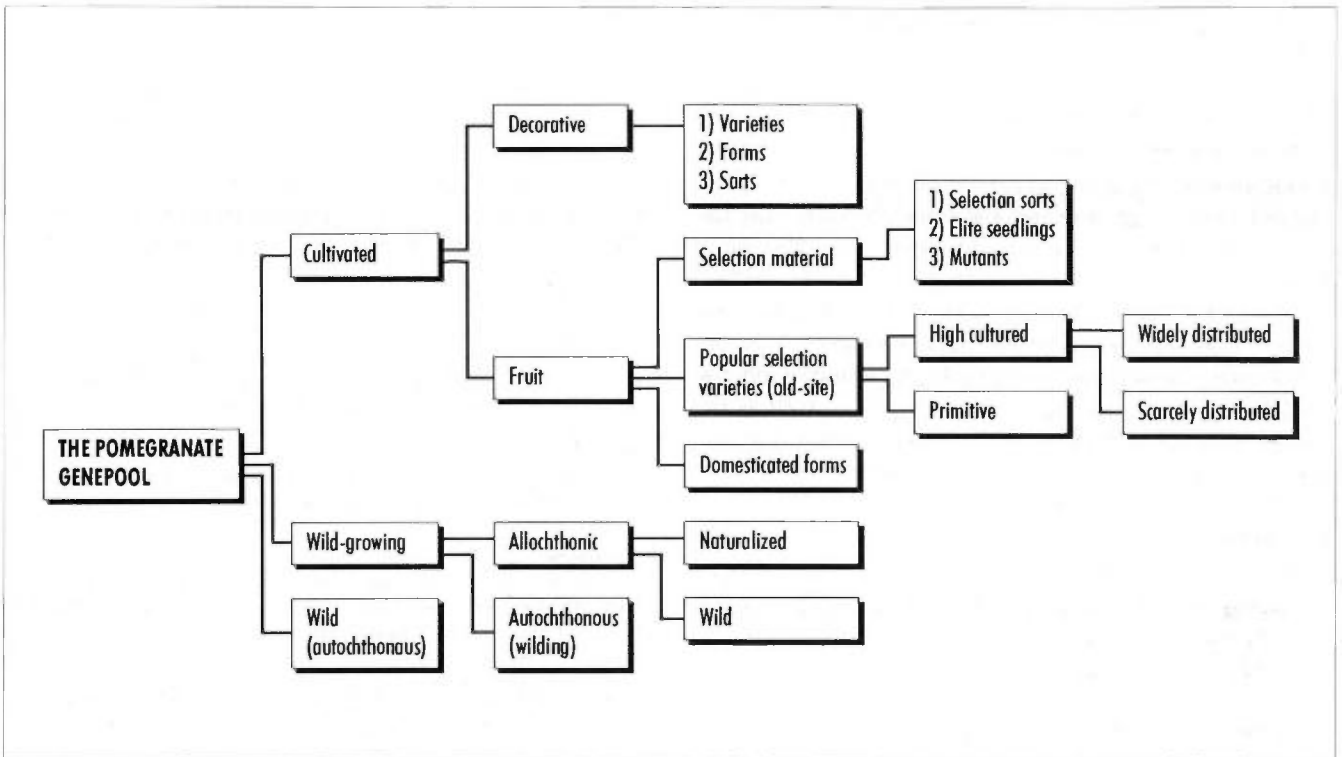 Decorative
1) Varieties
2) Forms
3) Sarts
1) Selection sorts
2) Elite seedlings
3) Mutants
Cultivated
Selection material
High cultured
Widely distributed
Fruit
Popular selection
varieties (old-site)
Primitive
Scarcely distributed
THE POMEGRANATE
GENEPOOL
Domesticated forms
Wild-growing
Allochthonic
Naturalized
Wild
(autochthonaus)
Autochthonous
(wilding)
Wild